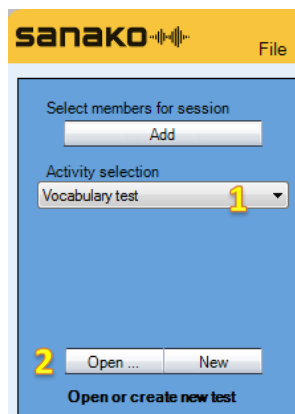 sanako
File
Select members for session
Add
Activity selection
Vocabulary test 1
2 Open ... New
Open or create new test